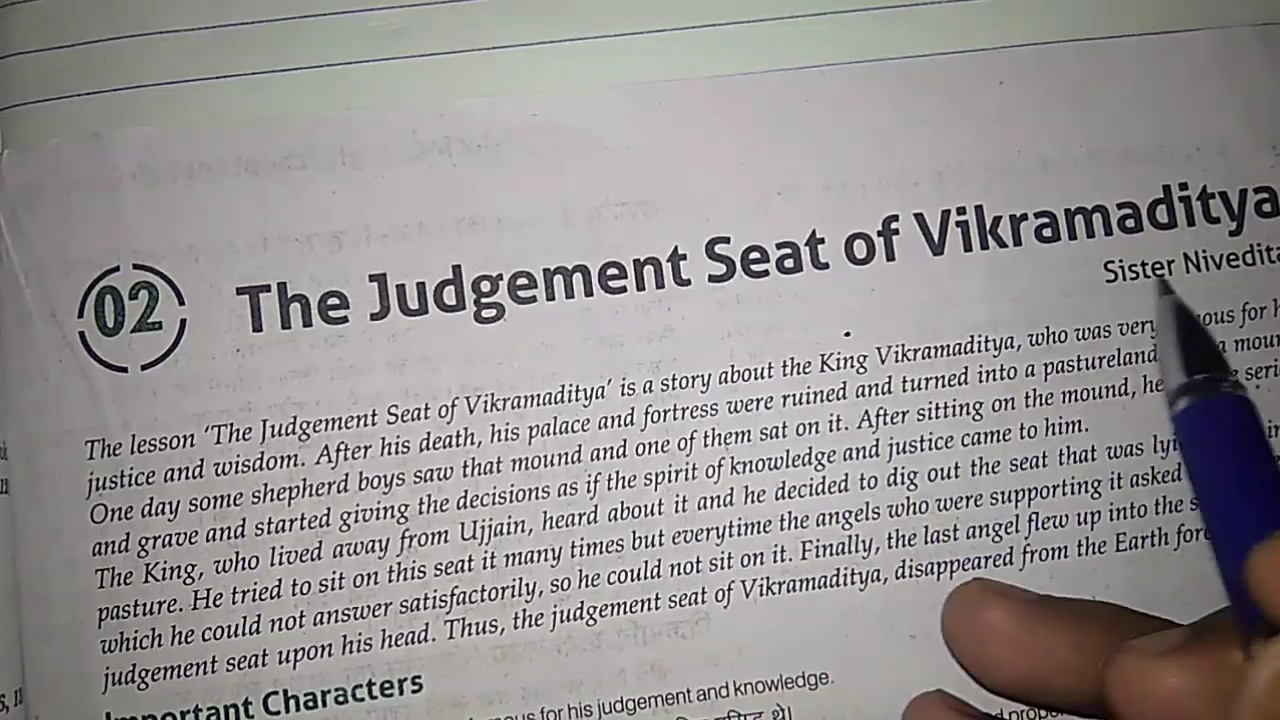 02
The Judgement Seat of Vikramaditya
Sister Nivedita
The lesson 'The Judgement Seat of Vikramaditya' is a story about the King Vikramaditya, who was very for
justice and wisdom. After his death, his palace and fortress were ruined and turned into a pastureland a
One day some shepherd boys saw that mound and one of them sat on it. After sitting on the mound, he
and grave and started giving the decisions as if the spirit of knowledge and justice came to him.
The King, who lived away from Ujjain, heard about it and he decided to dig out the seat that was
pasture. He tried to sit on this seat it many times but everytime the angels who were supporting it asked
which he could not answer satisfactorily, so he could not sit on it. Finally, the last angel flew up into the
judgement seat upon his head. Thus, the judgement seat of Vikramaditya, disappeared from the Earth
Important Characters
for his judgement and knowledge.
थे।